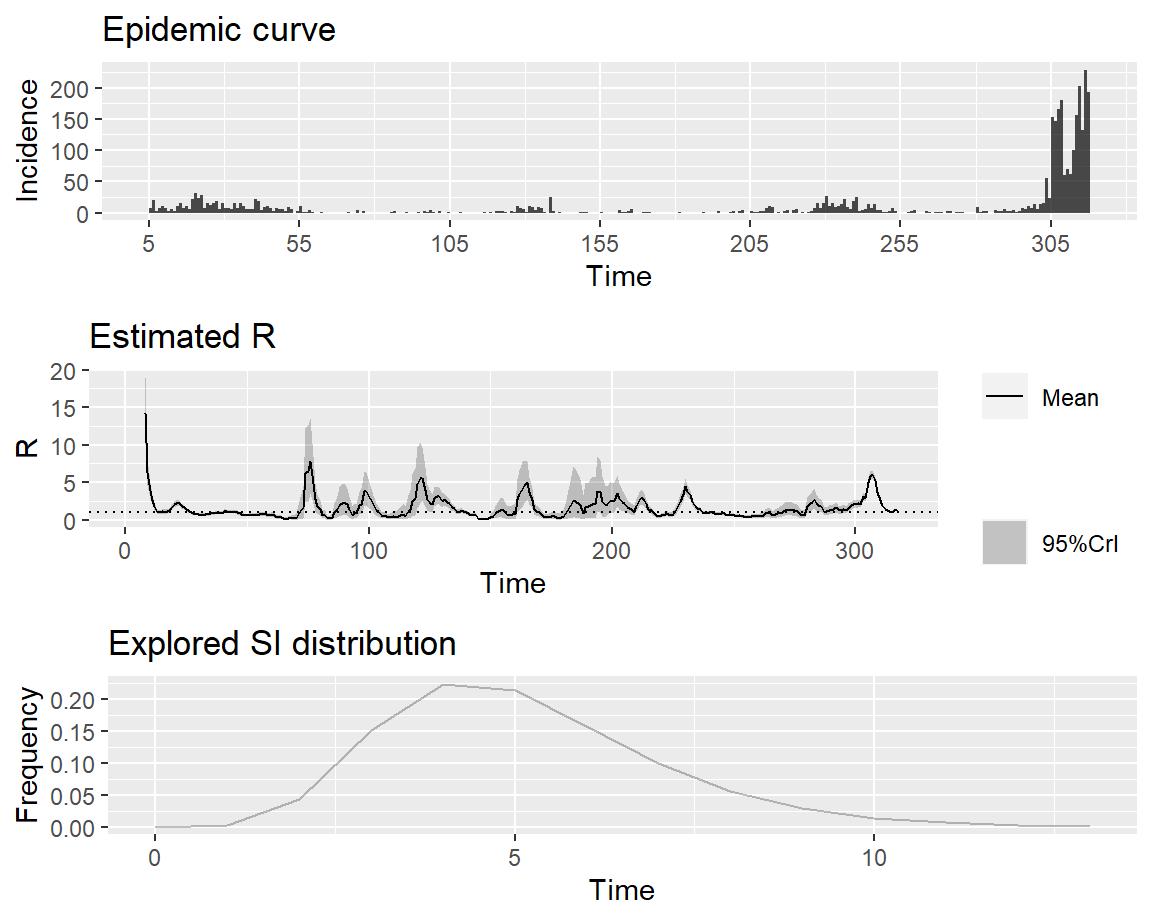 Epidemic curve
Incidence
200
150
100
50
0
5 55 105 155 205 255 305
Time
Estimated R
R
20
15
10
5
0
0 100 200 300
Time
Mean
95%CrI
Explored SI distribution
Frequency
0.20
0.15
0.10
0.05
0.00
0 5 10
Time